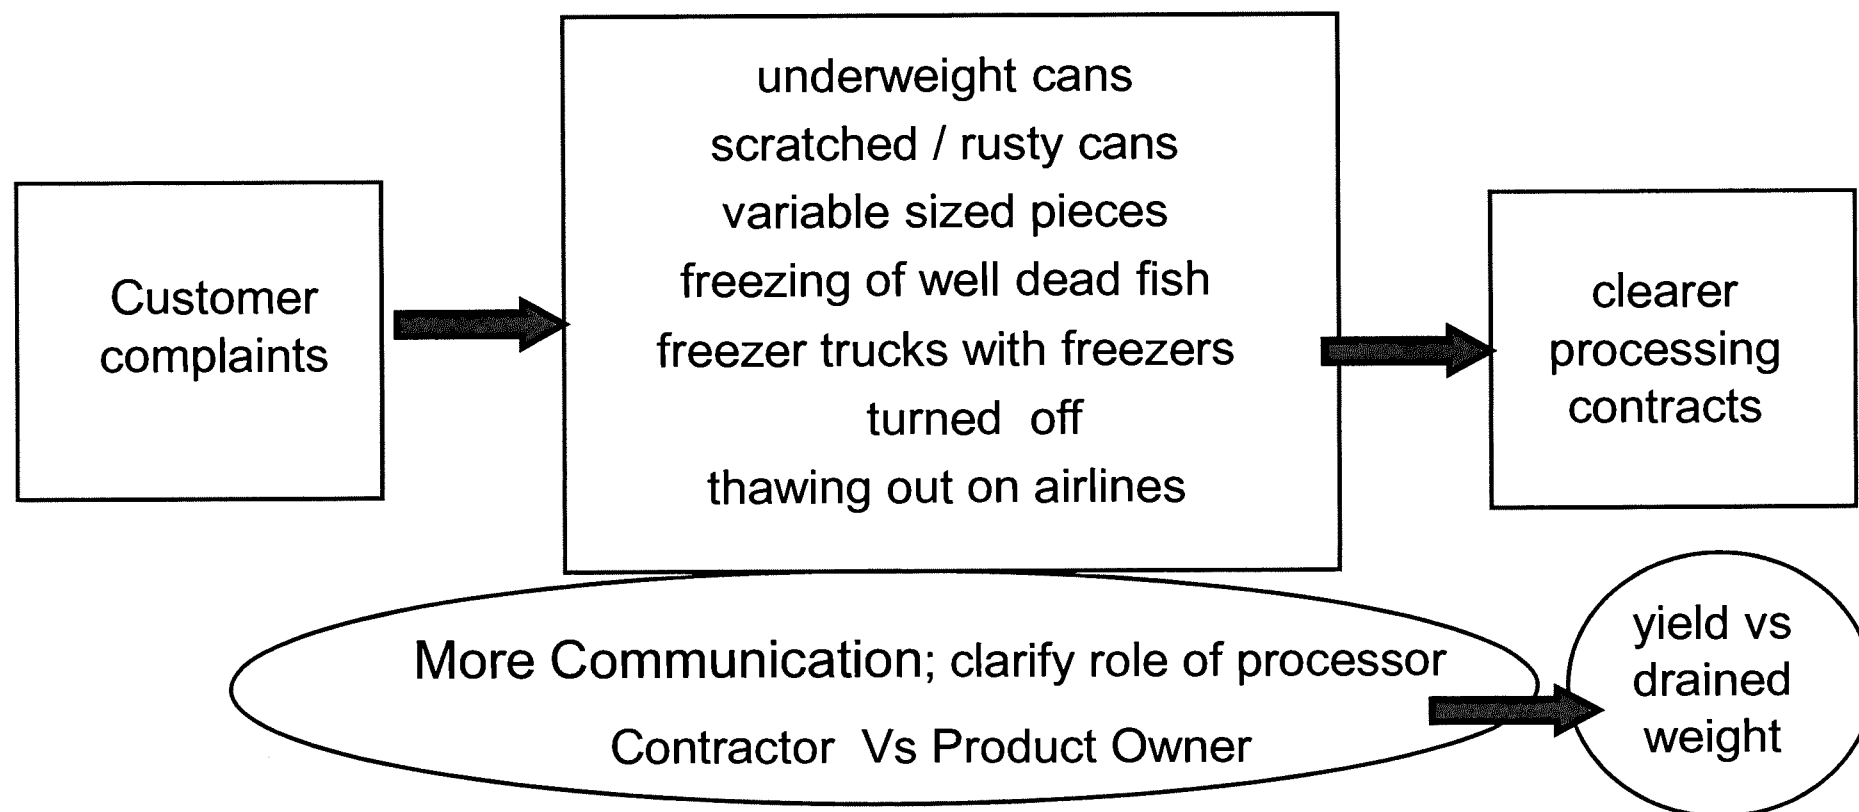 Customer
complaints
underweight cans
scratched / rusty cans
variable sized pieces
freezing of well dead fish
freezer trucks with freezers
turned off
thawing out on airlines
clearer
processing
contracts
More Communication; clarify role of processor
Contractor Vs Product Owner
yield vs
drained
weight